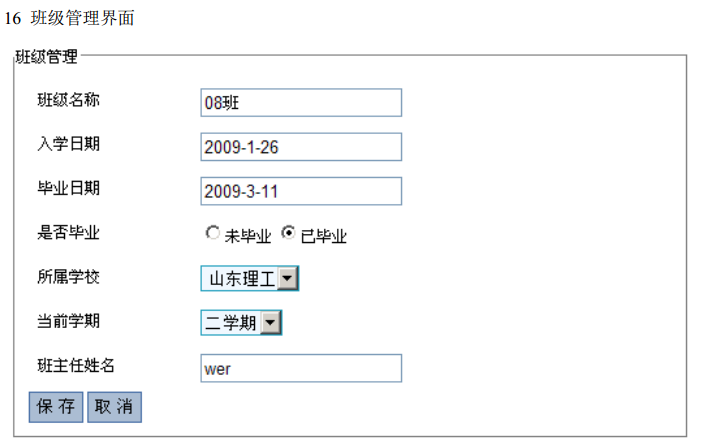 16 班级管理界面
班级管理
班级名称 08班
入学日期 2009-1-26
毕业日期 2009-3-11
是否毕业 未毕业 已毕业
所属学校 山东理工
当前学期 二学期
班主任姓名 wer
保存 取消